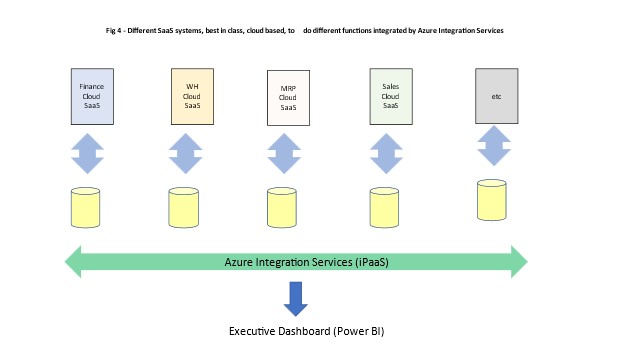 Fig 4 - Different SaaS systems, best in class, cloud based, to do different functions integrated by Azure Integration Services
Finance
Cloud
SaaS
WH
Cloud
SaaS
MRP
Cloud
SaaS
Sales
Cloud
SaaS
etc
Azure Integration Services (iPaaS)
Executive Dashboard (Power BI)